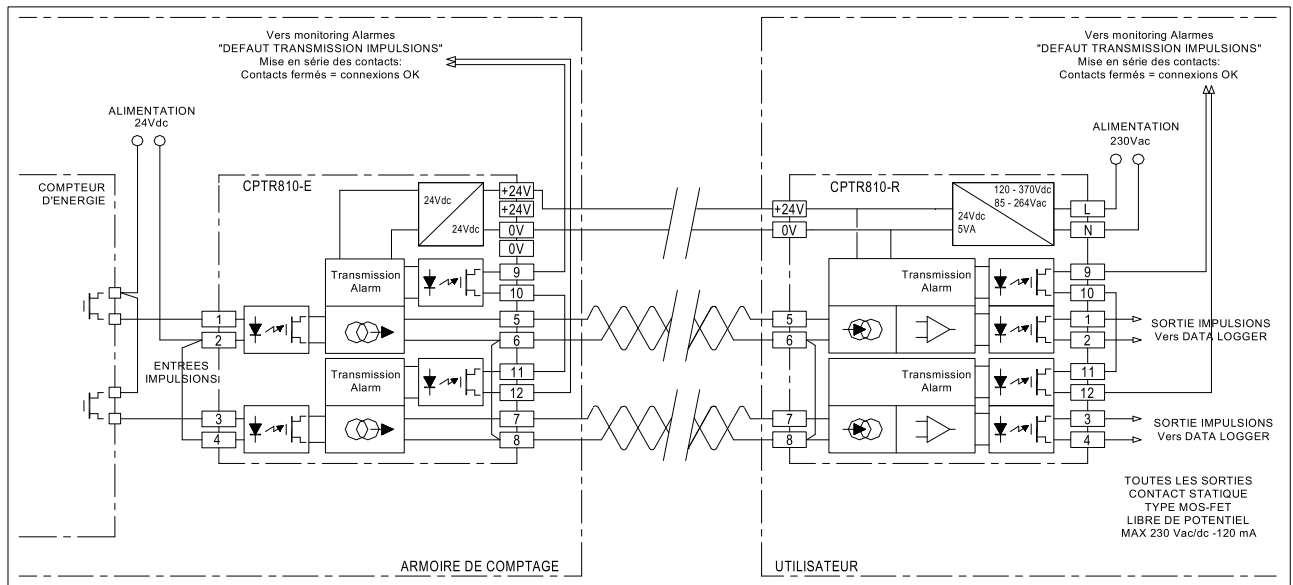 Vers monitoring Alarmes
"DEFAUT TRANSMISSION IMPULSIONS"
Mise en série des contacts:
Contacts fermés = connexions OK
ALIMENTATION
24Vdc
COMPTEUR
D'ENERGIE
CPTR810-E
24Vdc
24Vdc
+24V
+24V
0V
0V
Transmission
Alarm
9
10
1
2
5
6
ENTREES
IMPULSIONS
Transmission
Alarm
11
12
3
4
7
8
ARMOIRE DE COMPTAGE
Vers monitoring Alarmes
"DEFAUT TRANSMISSION IMPULSIONS"
Mise en série des contacts:
Contacts fermés = connexions OK
ALIMENTATION
230Vac
CPTR810-R
120 - 370Vdc
85 - 264Vac
24Vdc
5VA
+24V
0V
L
N
Transmission
Alarm
9
10
5
6
1
2
SORTIE IMPULSIONS
Vers DATA LOGGER
Transmission
Alarm
11
12
7
8
3
4
SORTIE IMPULSIONS
Vers DATA LOGGER
TOUTES LES SORTIES
CONTACT STATIQUE
TYPE MOS-FET
LIBRE DE POTENTIEL
MAX 230 Vac/dc -120 mA
UTILISATEUR